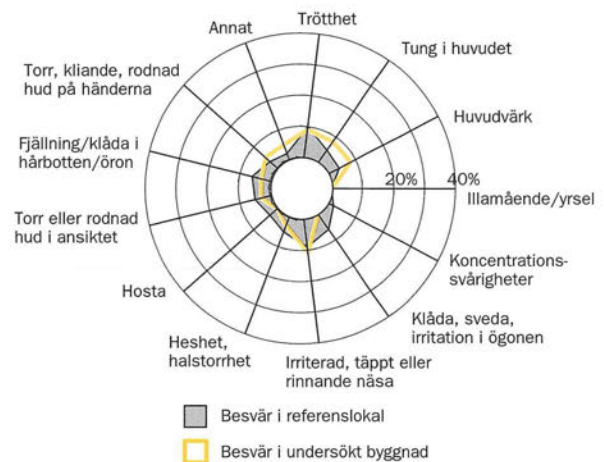 Trötthet
Annat
Tung i huvudet
Torr, kliande, rodnad
hud på händerna
Huvudvärk
Fjällning/klåda i
hårbotten/öron
20% 40%
Illamående/yrsel
Torr eller rodnad
hud i ansiktet
Koncentrations-
svårigheter
Hosta
Klåda, sveda,
irritation i ögonen
Heshet,
halstorrhet
Irriterad, täppt eller
rinnande näsa
Besvär i referenslokal
Besvär i undersökt byggnad